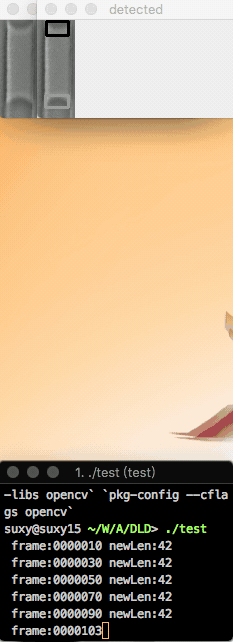 detected
1. ./test (test)
-libs opencv` `pkg-config --cfla
gs opencv`
suxy@suxy15 ~/W/A/DLD> ./test
frame:0000010 newLen:42
frame:0000030 newLen:42
frame:0000050 newLen:42
frame:0000070 newLen:42
frame:0000090 newLen:42
frame:0000103